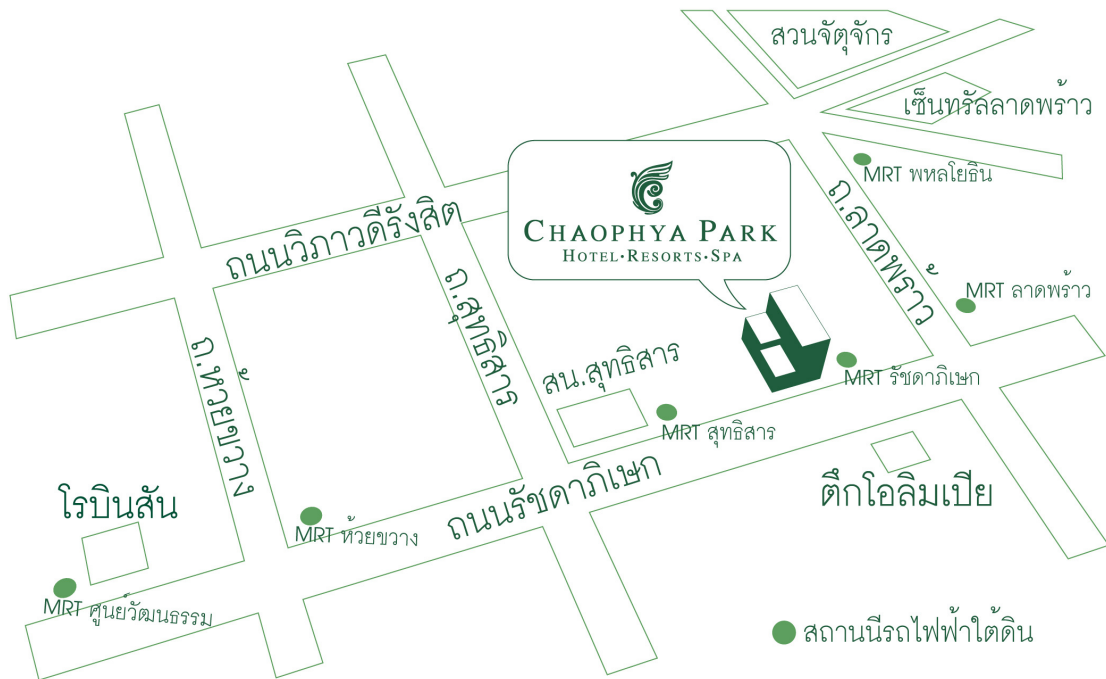 สวนจัตุจักร
เซ็นทรัลลาดพร้าว
MRT พหลโยธิน
CHAOPHYA PARK
HOTEL·RESORTS·SPA
ถนนวิภาวดีรังสิต
ถ.ลาดพร้าว
ถ.สุทธิสาร
MRT ลาดพร้าว
ถ.ห้วยขวาง
สน.สุทธิสาร
MRT รัชดาภิเษก
MRT สุทธิสาร
ถนนรัชดาภิเษก
ตึกโอลิมเปีย
โรบินสัน
MRT ห้วยขวาง
MRT ศูนย์วัฒนธรรม
สถานนีรถไฟฟ้าใต้ดิน